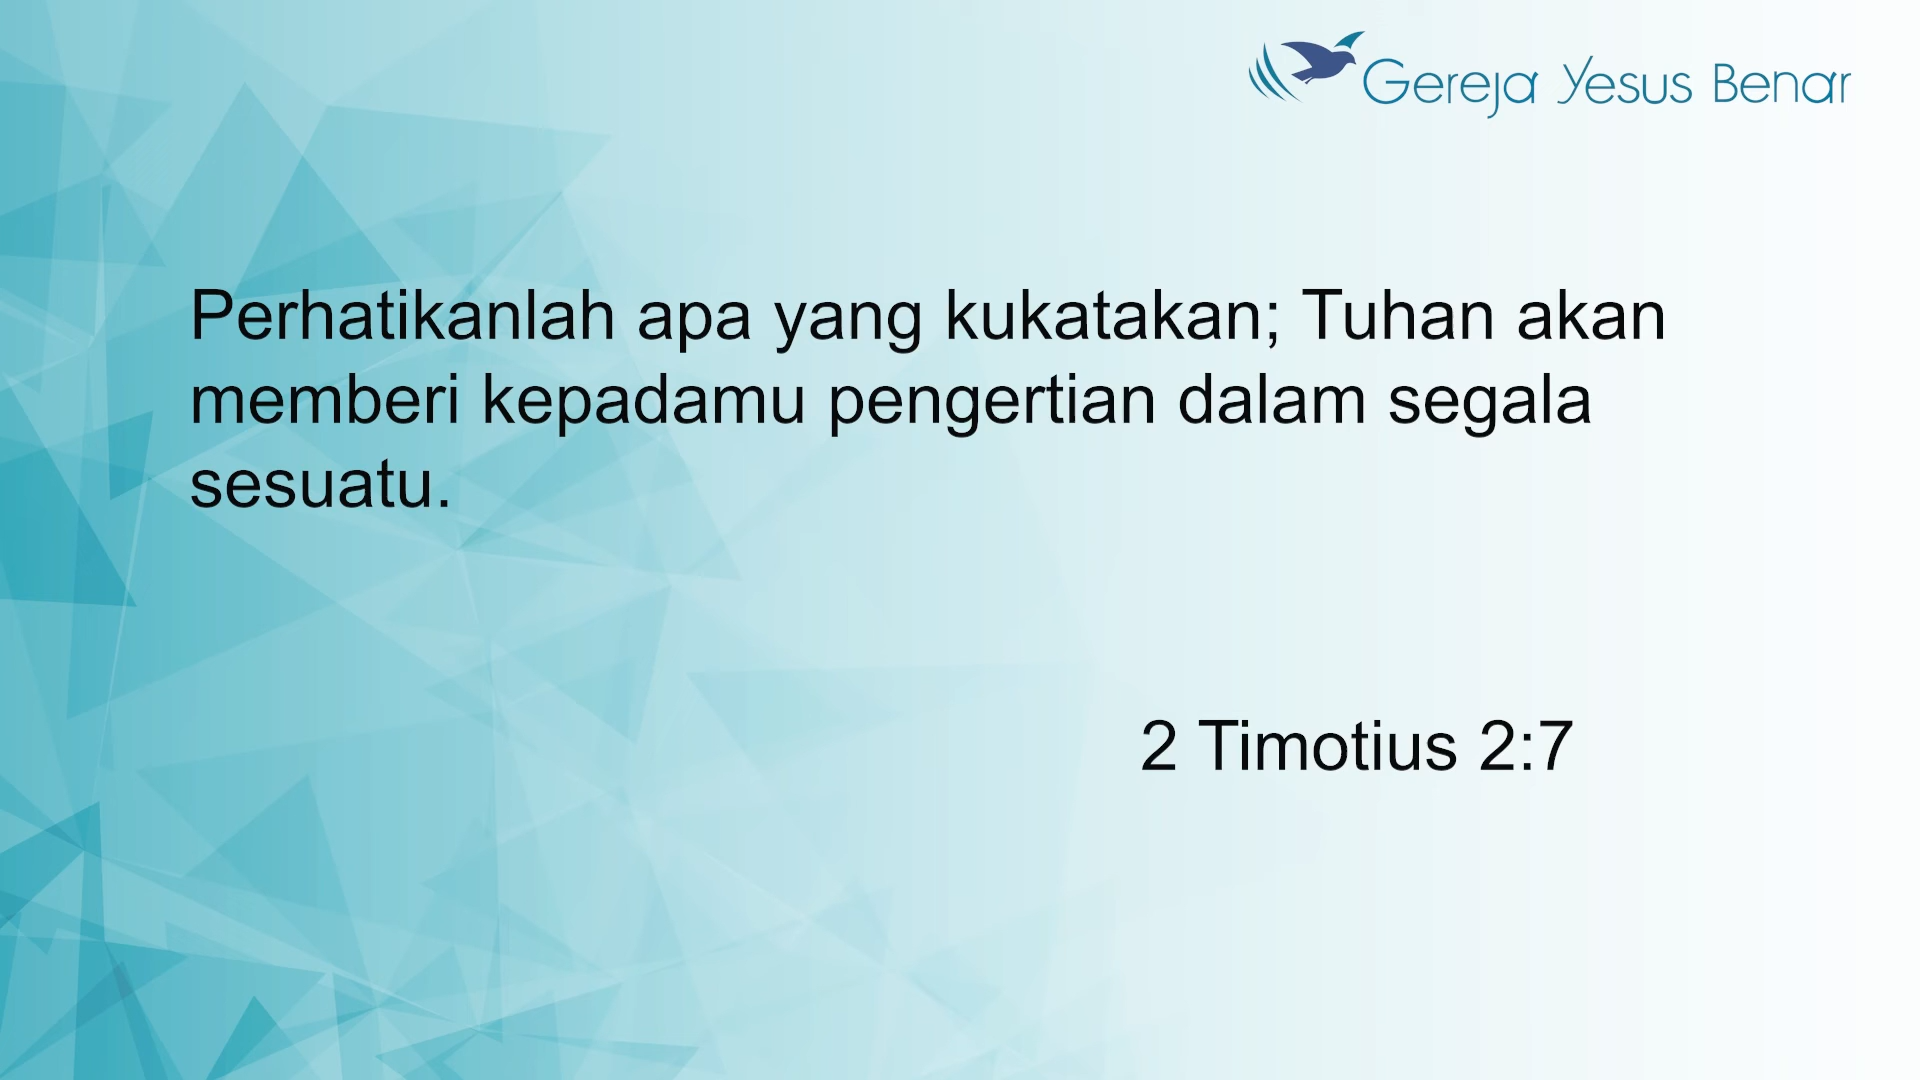 Gereja Yesus Benar
Perhatikanlah apa yang kukatakan; Tuhan akan
memberi kepadamu pengertian dalam segala
sesuatu.
2 Timotius 2:7